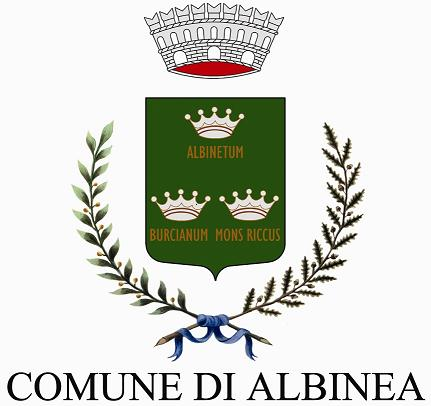 ALBINETUM
BURCIANUM MONS RICCUS
COMUNE DI ALBINEA